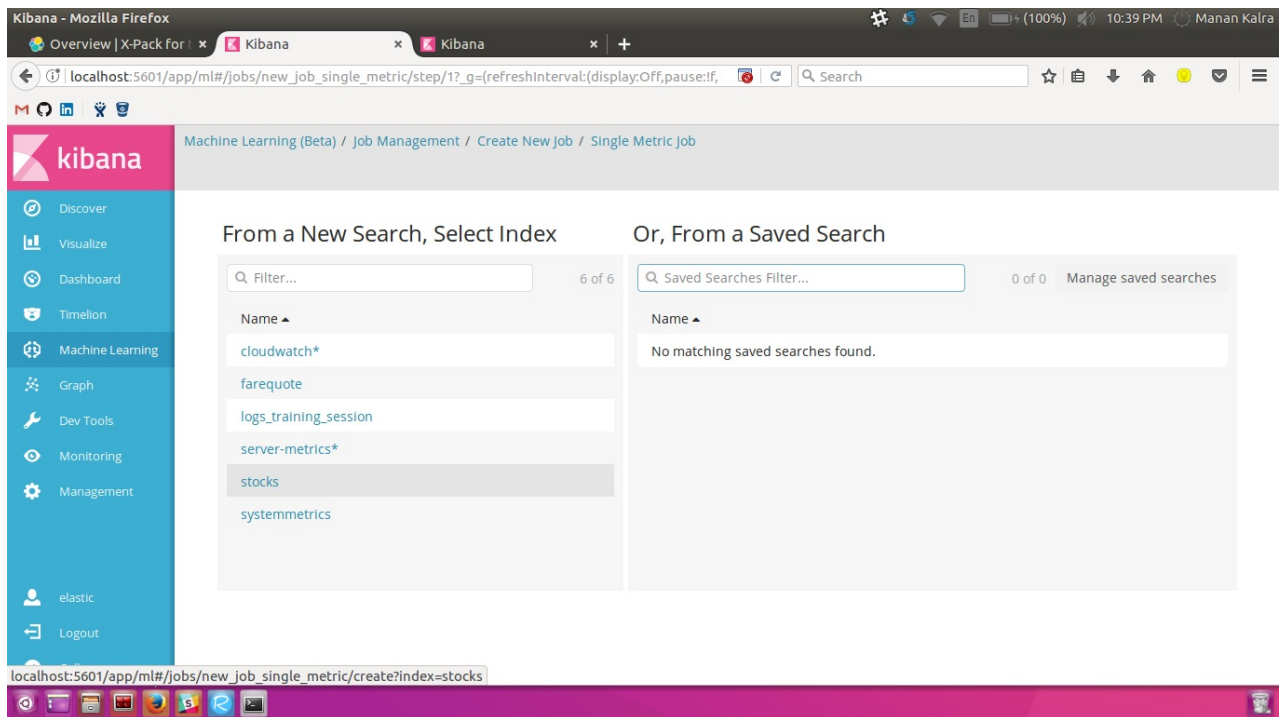 Kibana - Mozilla Firefox
En
(100%)
10:39 PM
Manan Kalra
Overview | X-Pack for
Kibana
Kibana
localhost:5601/app/ml#/jobs/new_job_single_metric/step/1?_g=(refreshInterval:(display:Off,pause:!f,
Search
kibana
Machine Learning (Beta) / Job Management / Create New Job / Single Metric Job
Discover
Visualize
Dashboard
Timelion
Machine Learning
Graph
Dev Tools
Monitoring
Management
elastic
Logout
From a New Search, Select Index
Filter...
6 of 6
Name
cloudwatch*
farequote
logs_training_session
server-metrics*
stocks
systemmetrics
Or, From a Saved Search
Saved Searches Filter...
0 of 0
Manage saved searches
Name
No matching saved searches found.
localhost:5601/app/ml#/jobs/new_job_single_metric/create?index=stocks